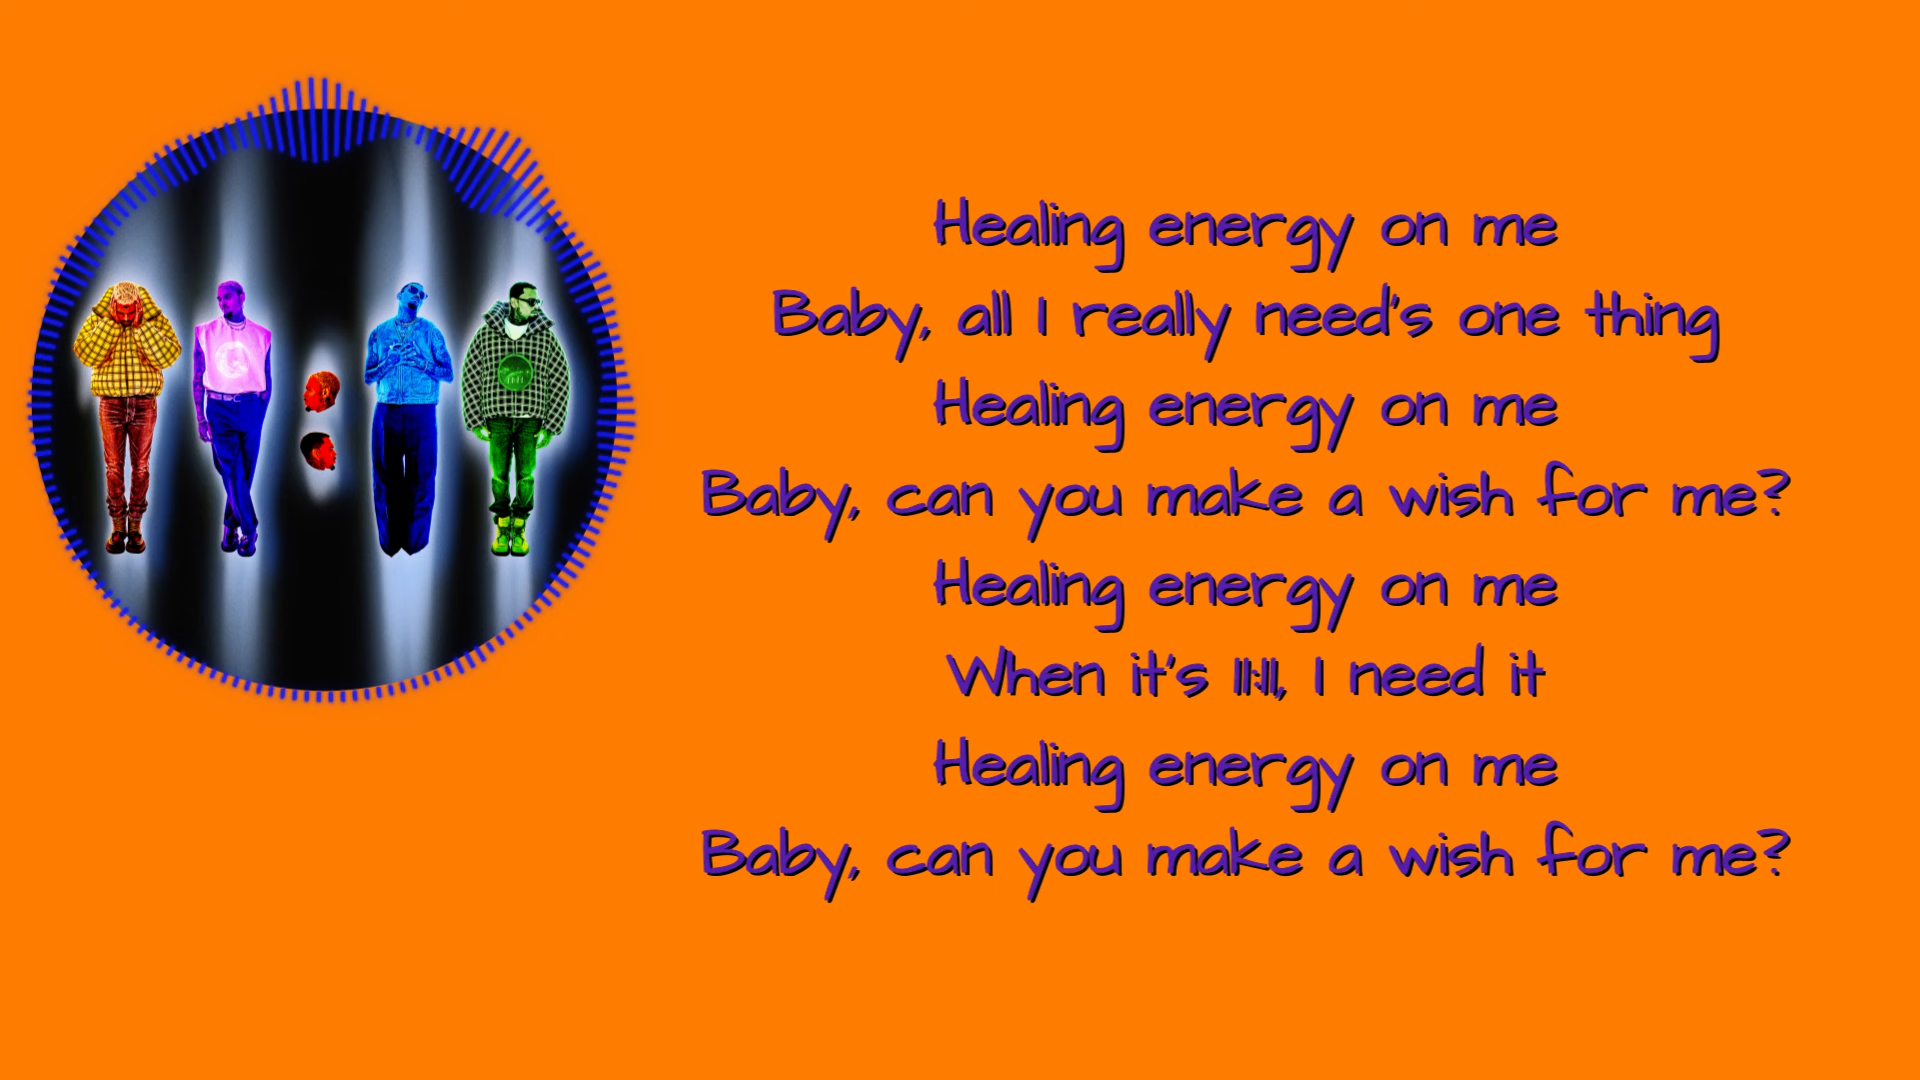 Healing energy on me
Baby, all I really need's one thing
Healing energy on me
Baby, can you make a wish for me?
Healing energy on me
When it's 11:11, I need it
Healing energy on me
Baby, can you make a wish for me?